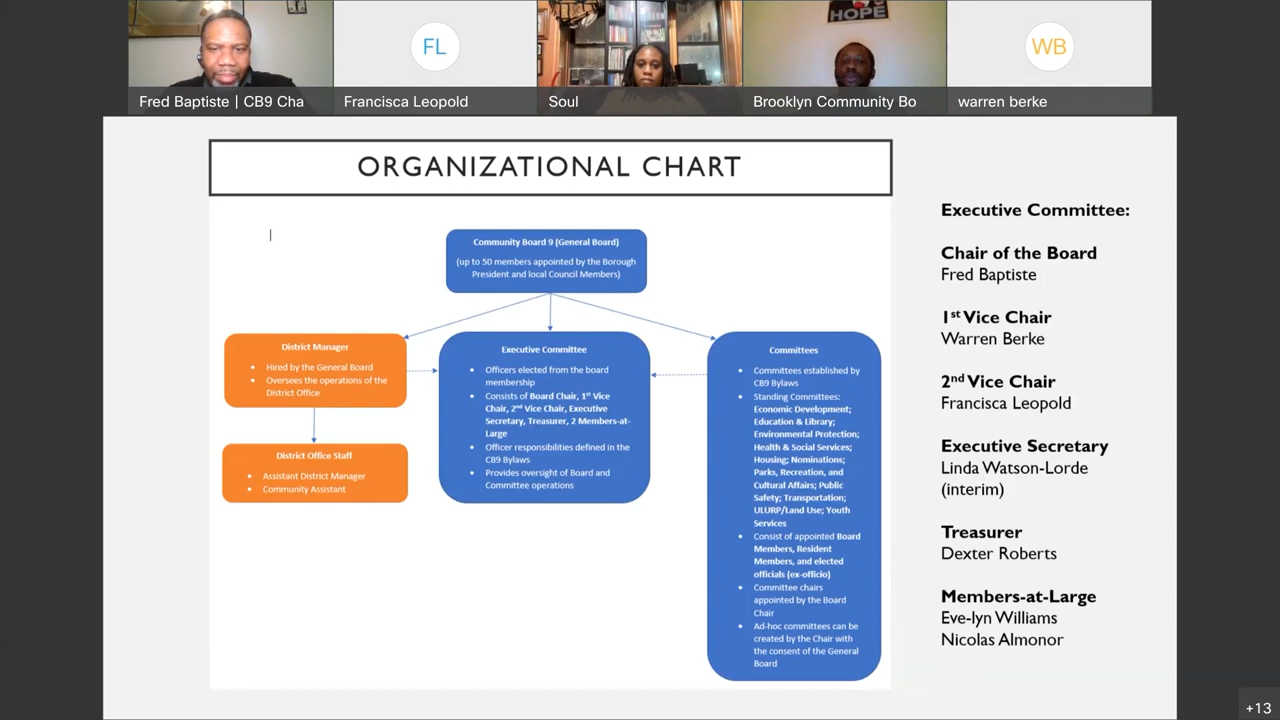 HOPE
FL
WB
Fred Baptiste | CB9 Cha
Francisca Leopold
Soul
Brooklyn Community Bo
warren berke
ORGANIZATIONAL CHART
Community Board 9 (General Board)
(up to 50 members appointed by the Borough
President and local Council Members)
District Manager
• Hired by the General Board
• Oversees the operations of the
District Office
District Office Staff
• Assistant District Manager
• Community Assistant
Executive Committee
• Officers elected from the board
membership
• Consists of Board Chair, 1st Vice
Chair, 2nd Vice Chair, Executive
Secretary, Treasurer, 2 Members-at-
Large
• Officer responsibilities defined in the
CB9 Bylaws
• Provides oversight of Board and
Committee operations
Committees
• Committees established by
CB9 Bylaws
• Standing Committees:
Economic Development;
Education & Library;
Environmental Protection;
Health & Social Services;
Housing; Nominations;
Parks, Recreation, and
Cultural Affairs; Public
Safety; Transportation;
ULURP/Land Use; Youth
Services
• Consist of appointed Board
Members, Resident
Members, and elected
officials (ex-officio)
• Committee chairs
appointed by the Board
Chair
• Ad-hoc committees can be
created by the Chair with
the consent of the General
Board
Executive Committee:
Chair of the Board
Fred Baptiste
1st Vice Chair
Warren Berke
2nd Vice Chair
Francisca Leopold
Executive Secretary
Linda Watson-Lorde
(interim)
Treasurer
Dexter Roberts
Members-at-Large
Eve-lyn Williams
Nicolas Almonor
+13